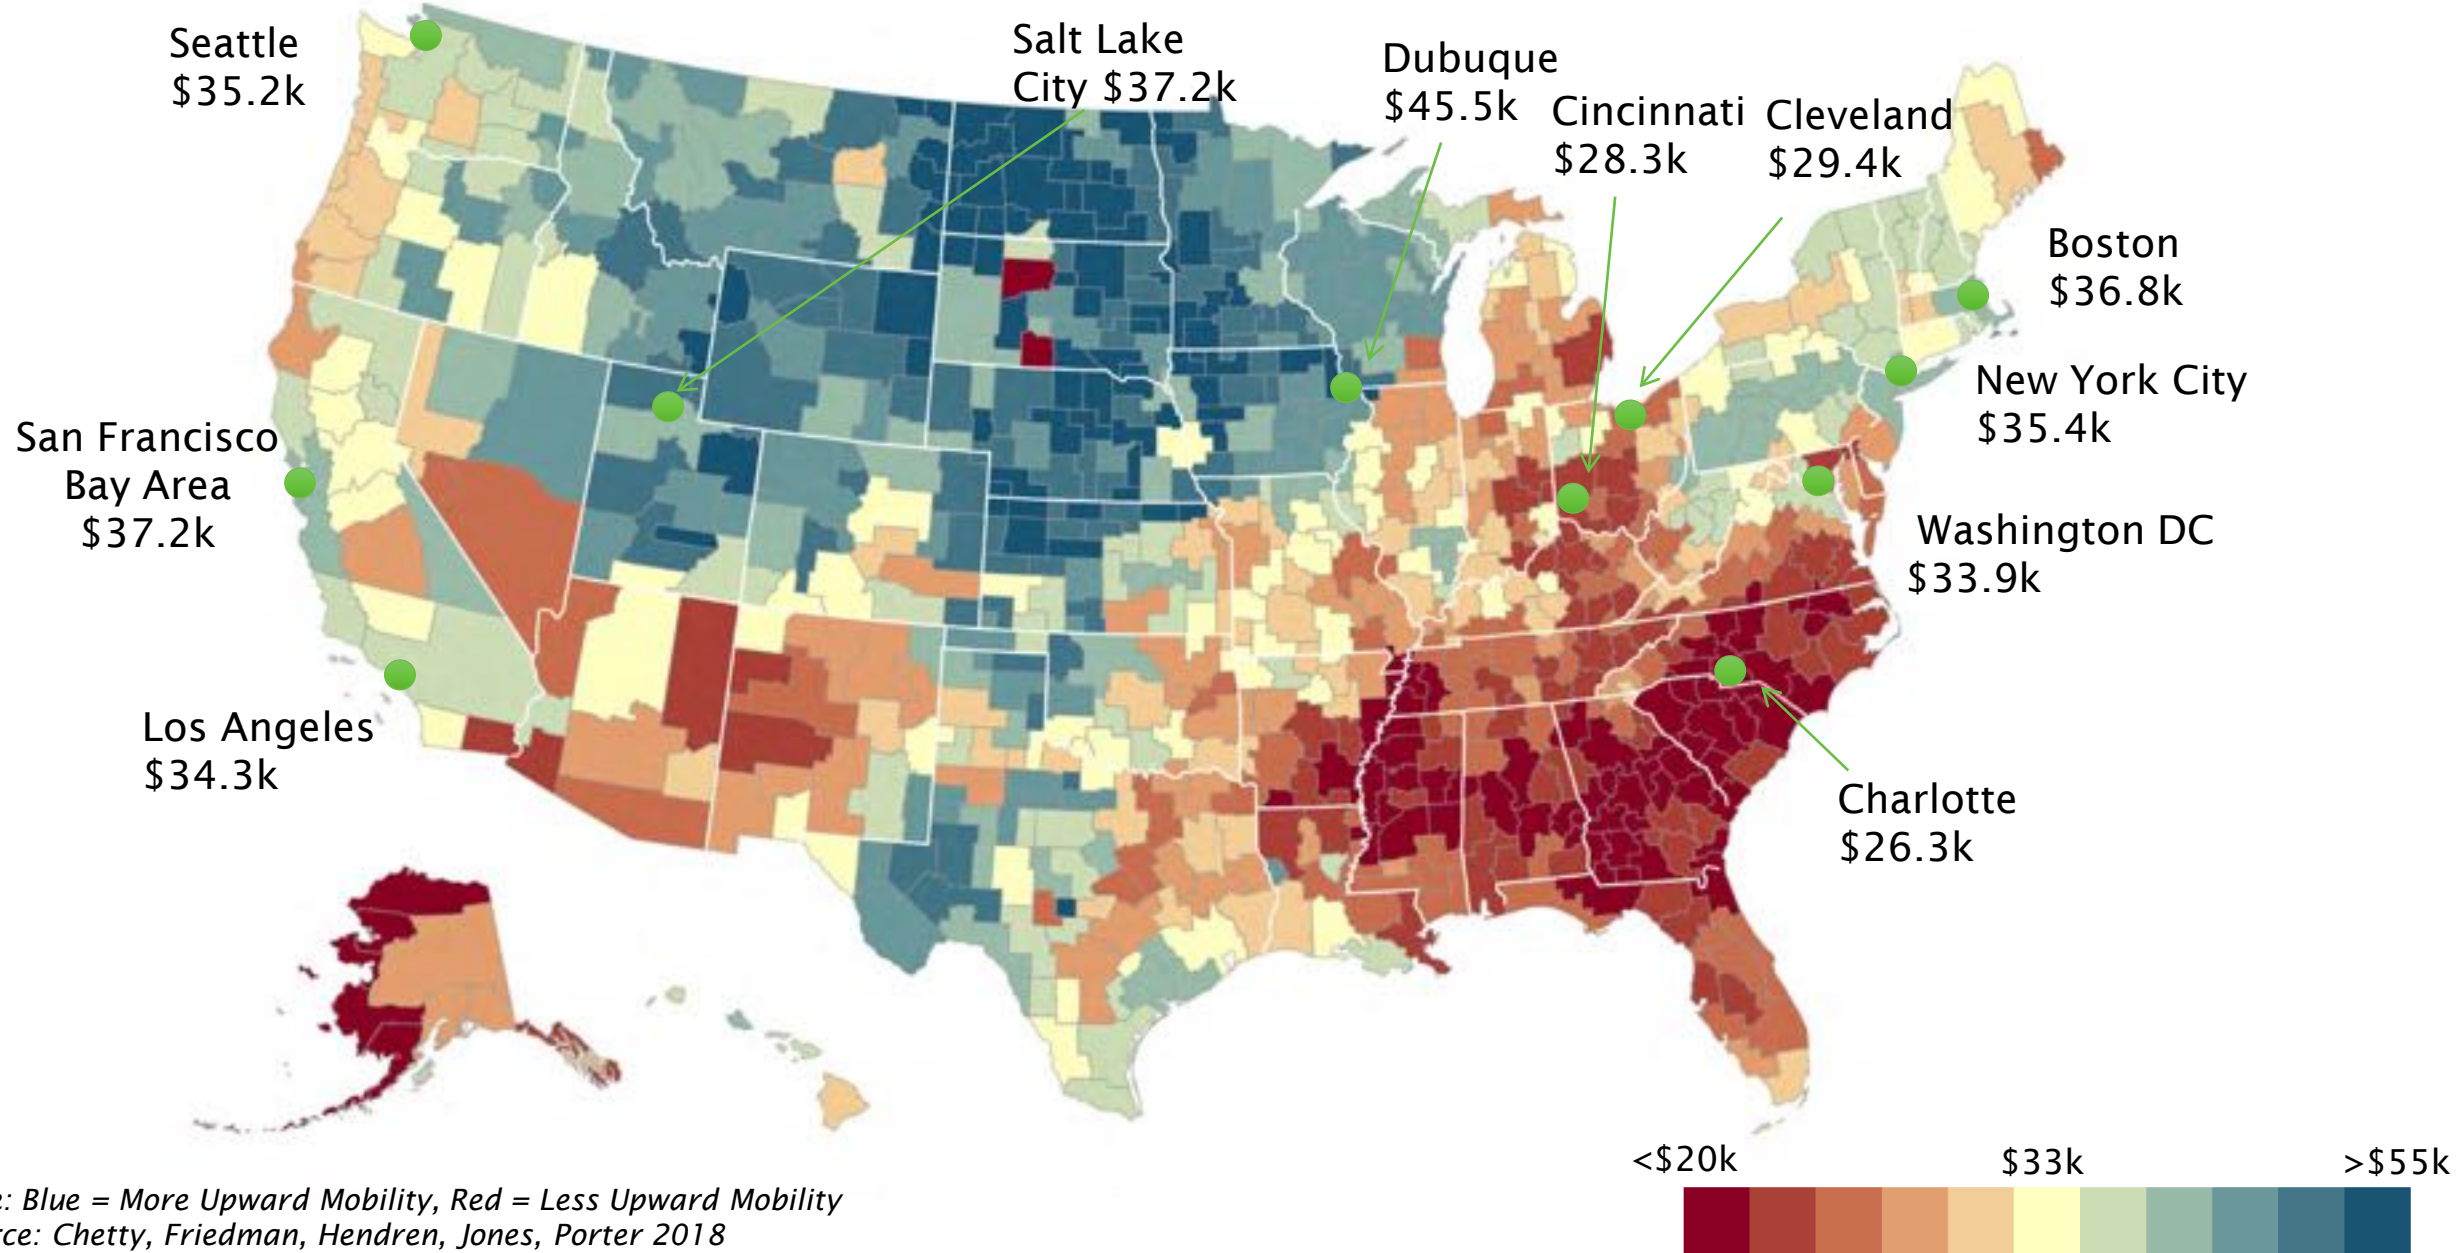 Seattle
$35.2k
Salt Lake
City $37.2k
Dubuque
$45.5k
Cincinnati
$28.3k
Cleveland
$29.4k
Boston
$36.8k
New York City
$35.4k
San Francisco
Bay Area
$37.2k
Washington DC
$33.9k
Los Angeles
$34.3k
Charlotte
$26.3k
<$20k
$33k
>$55k
e: Blue = More Upward Mobility, Red = Less Upward Mobility
rce: Chetty, Friedman, Hendren, Jones, Porter 2018